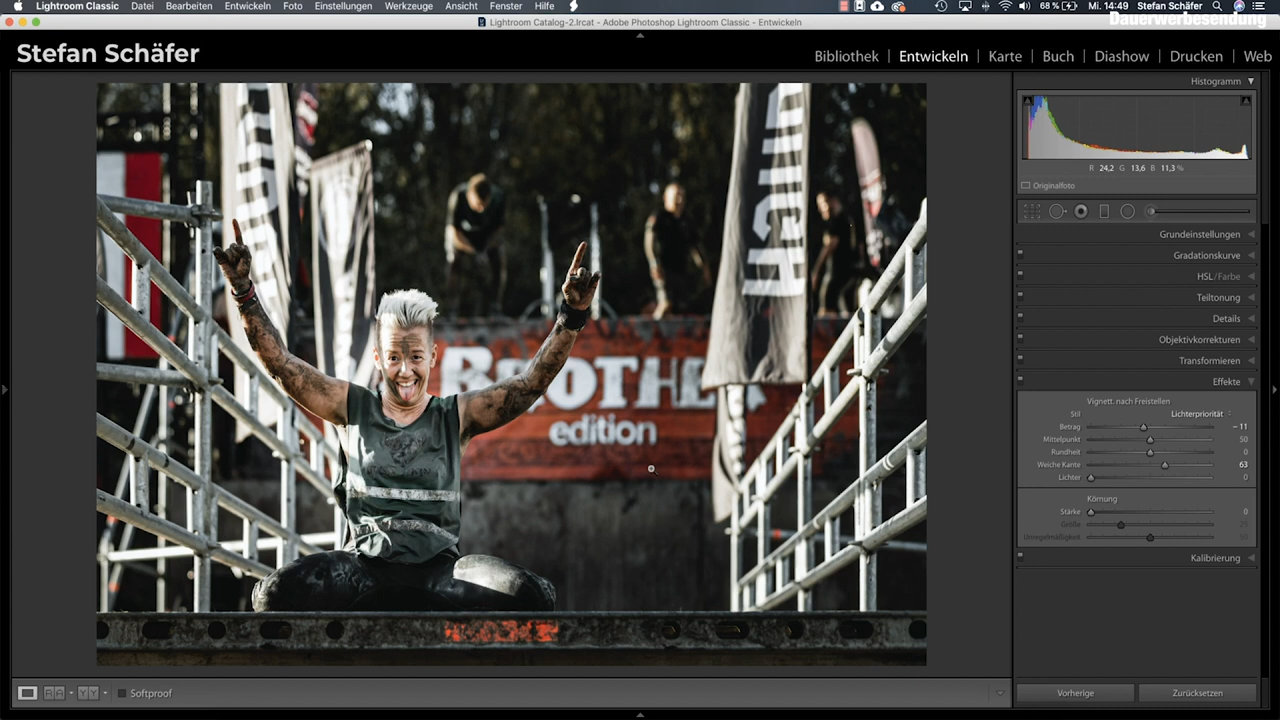 Lightroom Classic Datei Bearbeiten Entwickeln Foto Einstellungen Werkzeuge Ansicht Fenster Hilfe 68 % Mi. 14:49 Stefan Schäfer
Lightroom Catalog-2.lrcat - Adobe Photoshop Lightroom Classic - Entwickeln
Dauerwerbesendung
Stefan Schäfer
Bibliothek | Entwickeln | Karte | Buch | Diashow | Drucken | Web
Histogramm
R 24,2 G 13,6 B 11,3 %
Originalfoto
Grundeinstellungen
Gradationskurve
HSL / Farbe
Teiltonung
Details
Objektivkorrekturen
Transformieren
Effekte
Vignett. nach Freistellen
Stil Lichterpriorität
Betrag – 11
Mittelpunkt 50
Rundheit 0
Weiche Kante 63
Lichter 0
Körnung
Stärke 0
Größe 25
Unregelmäßigkeit 50
Kalibrierung
edition
Softproof
Vorherige Zurücksetzen